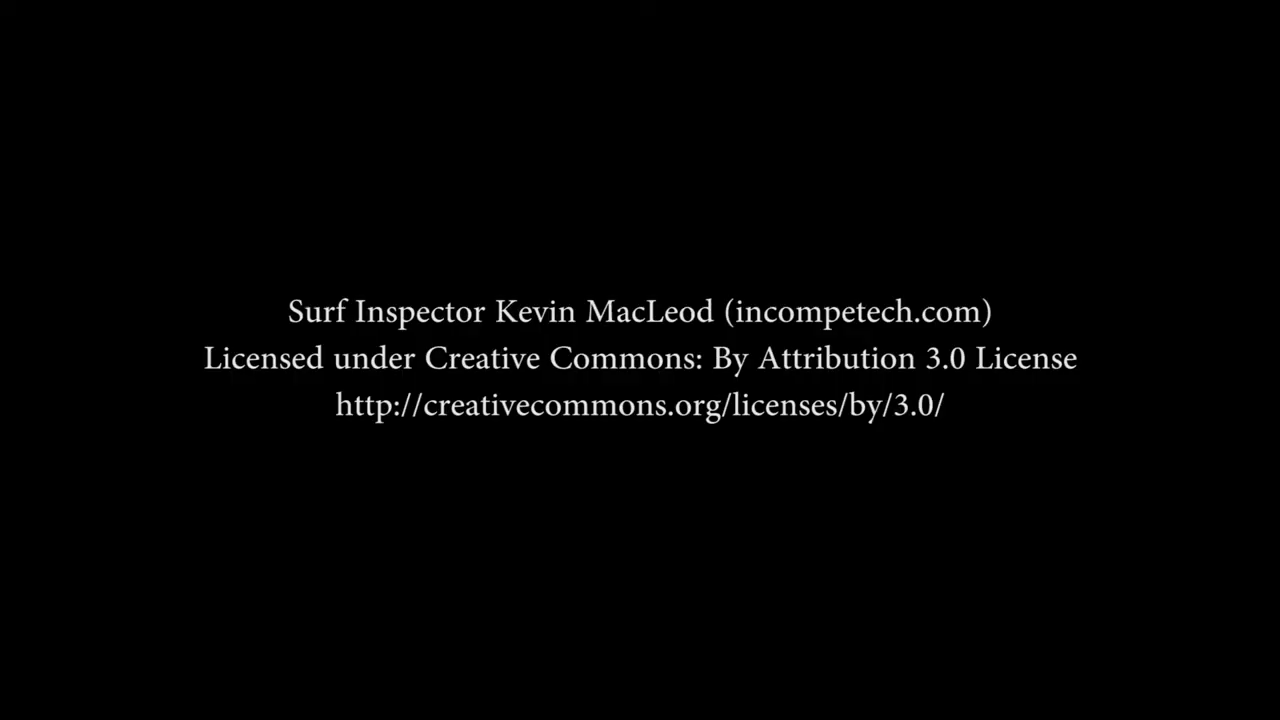 Surf Inspector Kevin MacLeod (incompetech.com)
Licensed under Creative Commons: By Attribution 3.0 License
http://creativecommons.org/licenses/by/3.0/